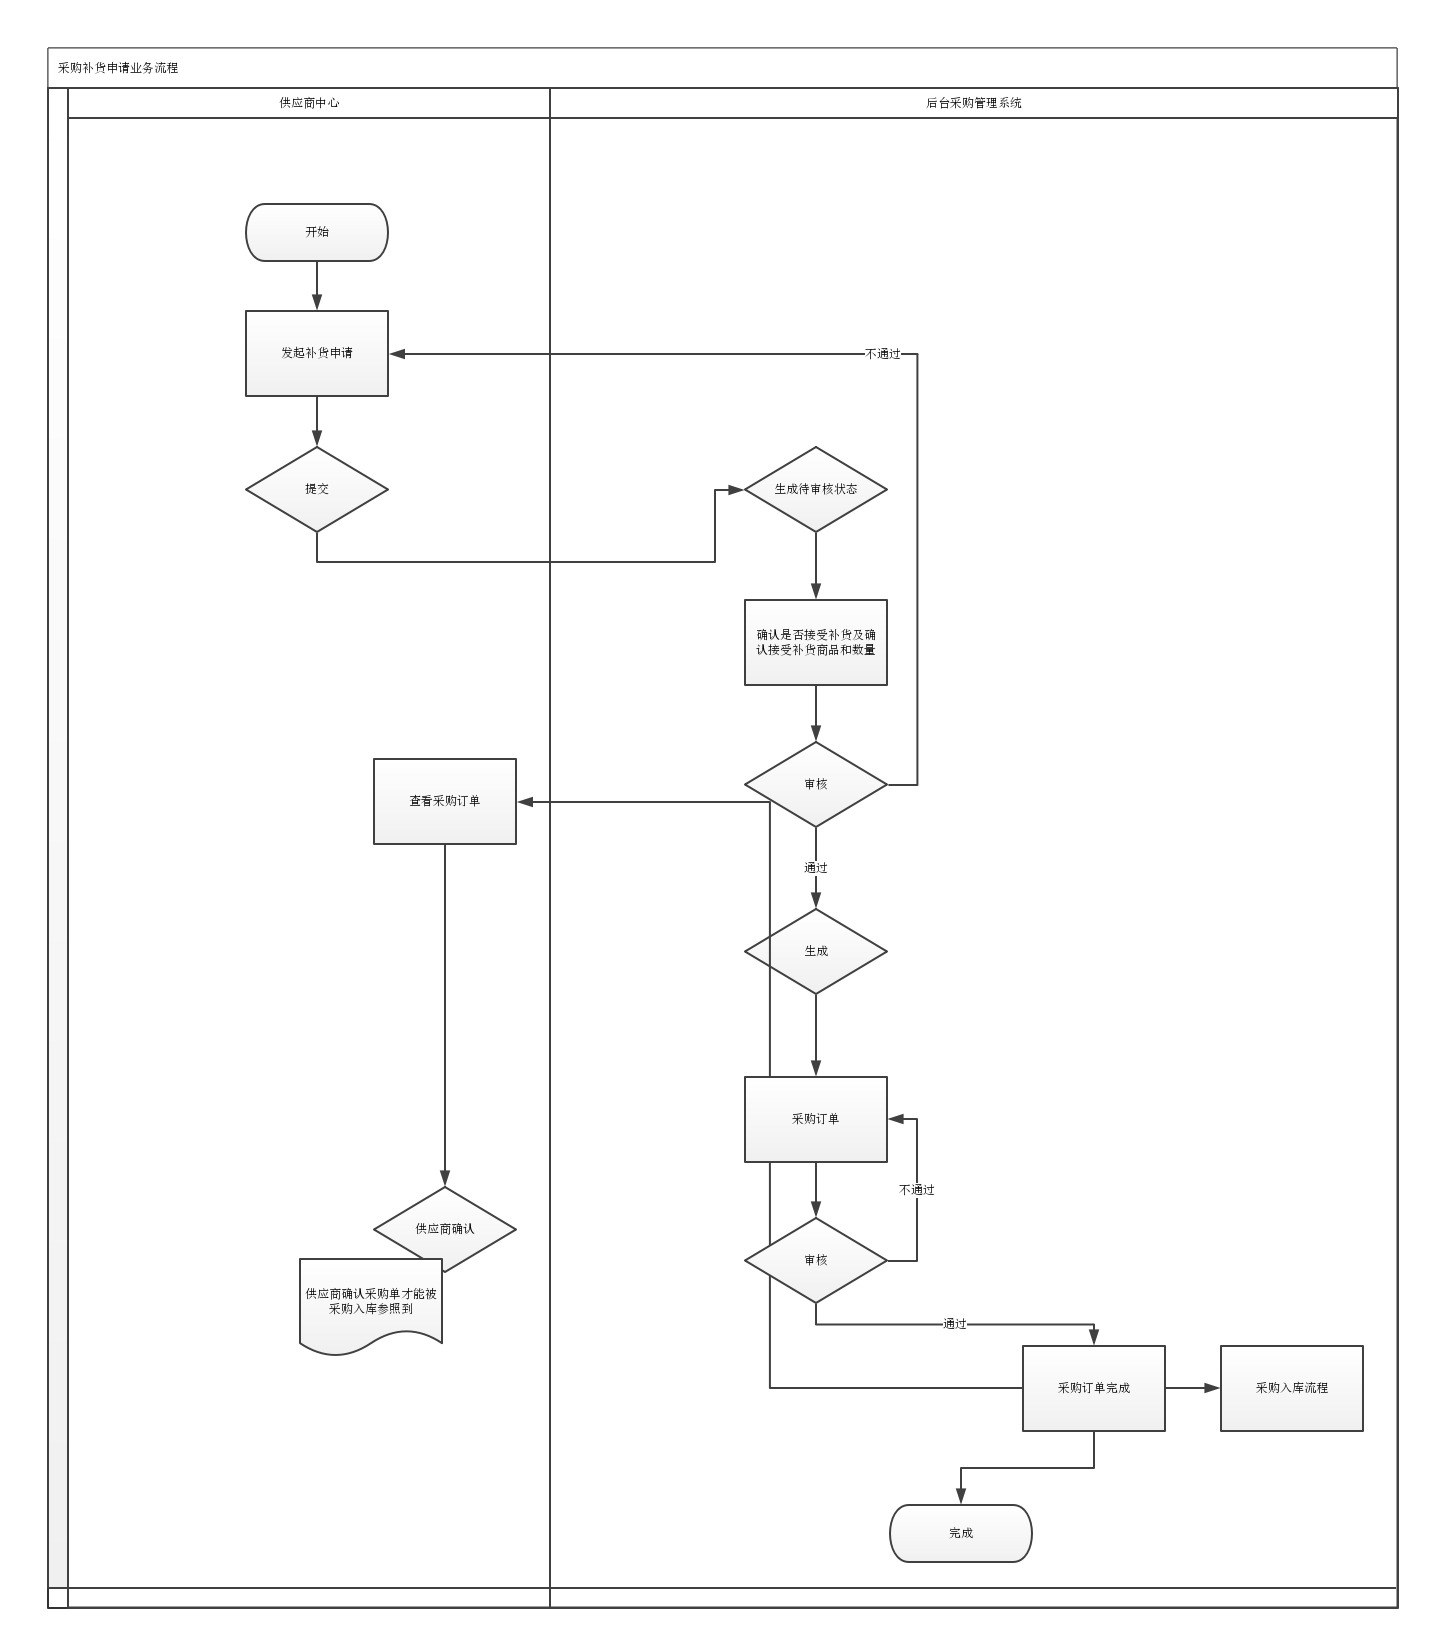 采购补货申请业务流程
供应商中心
后台采购管理系统
开始
发起补货申请
不通过
提交
生成待审核状态
确认是否接受补货及确
认接受补货商品和数量
审核
查看采购订单
通过
生成
采购订单
不通过
供应商确认
审核
供应商确认采购单才能被
采购入库参照到
通过
采购订单完成
采购入库流程
完成